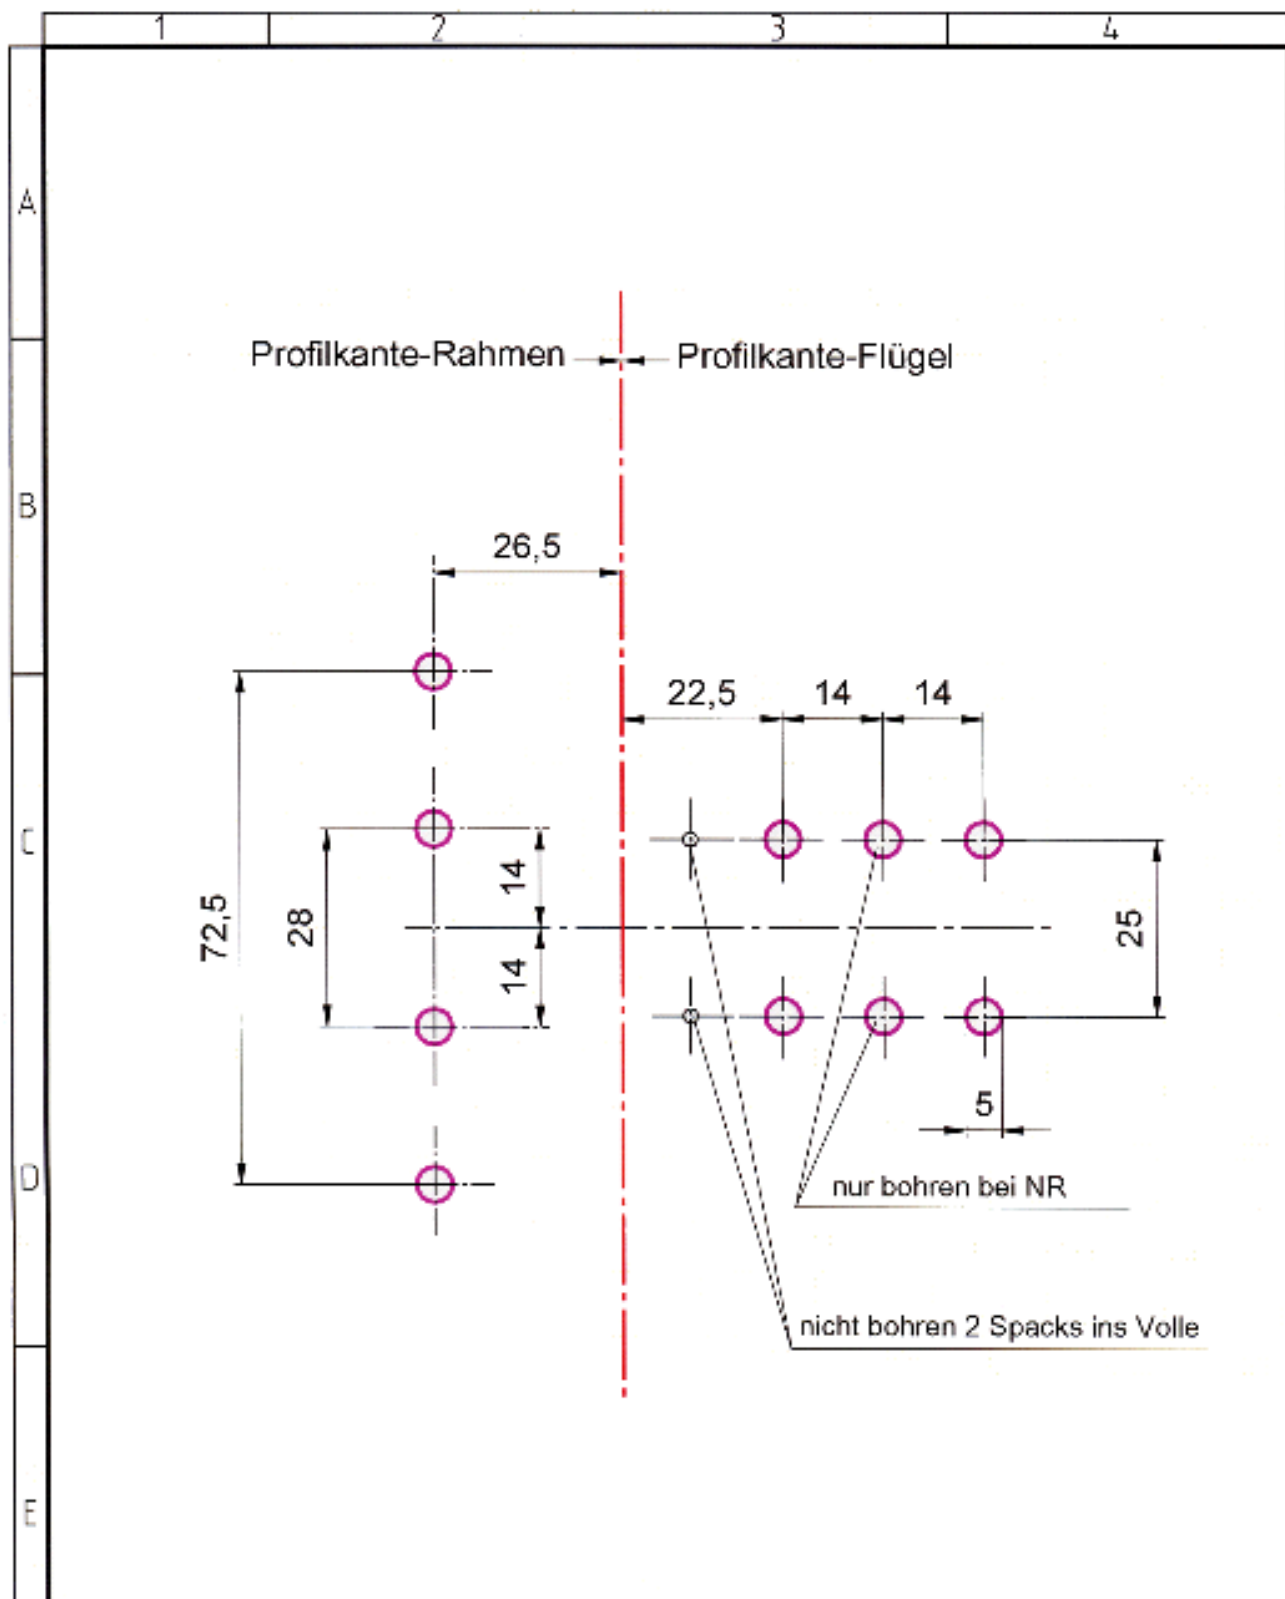 1 2 3 4
A
Profilkante-Rahmen Profilkante-Flügel
B
26,5
22,5 14 14
C
14
72,5 28 25
14
5
D
nur bohren bei NR
nicht bohren 2 Spacks ins Volle
E